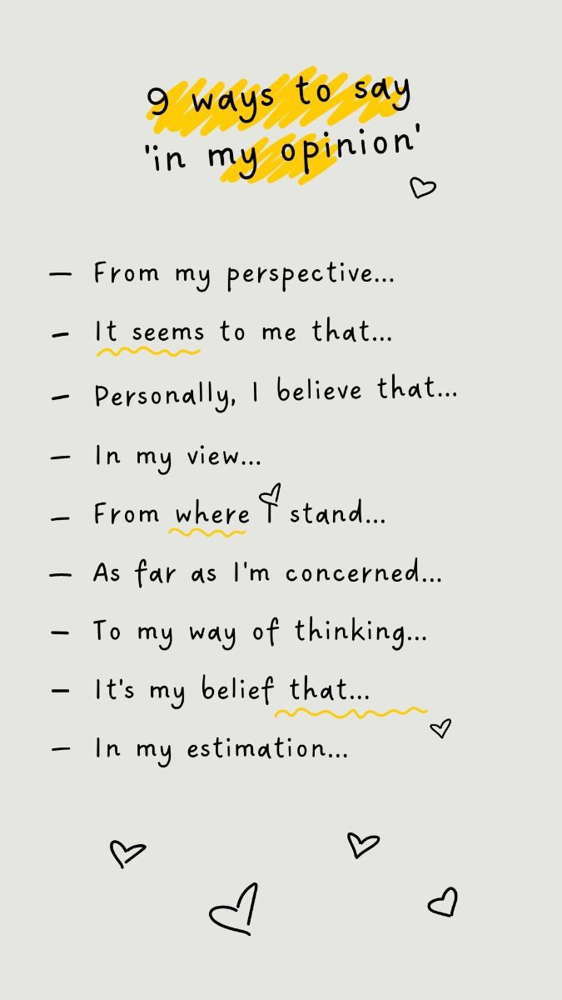 9 ways to say
'in my opinion'
– From my perspective...
– It seems to me that...
– Personally, I believe that...
– In my view...
– From where I stand...
– As far as I'm concerned...
– To my way of thinking...
– It's my belief that...
– In my estimation...